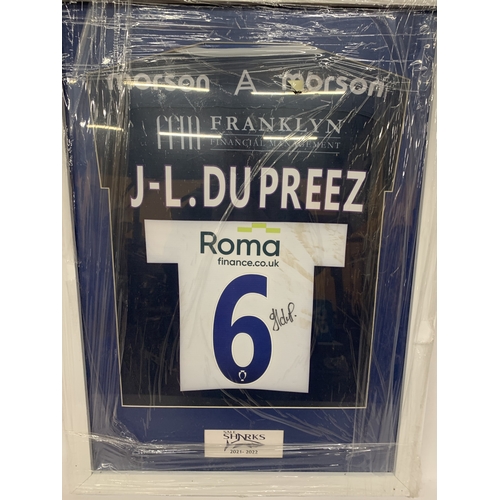 morson A morson
FRANKLYN
FINANCIAL MANAGEMENT
J-L. DU PREEZ
Roma
finance.co.uk
6
SALE
SHARKS
2021-2022